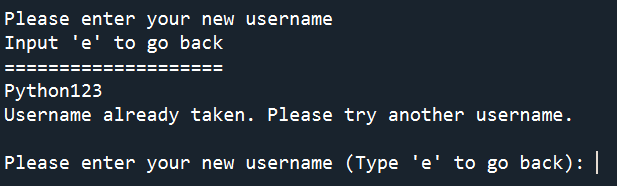 Please enter your new username
Input 'e' to go back
====================
Python123
Username already taken. Please try another username.
Please enter your new username (Type 'e' to go back):